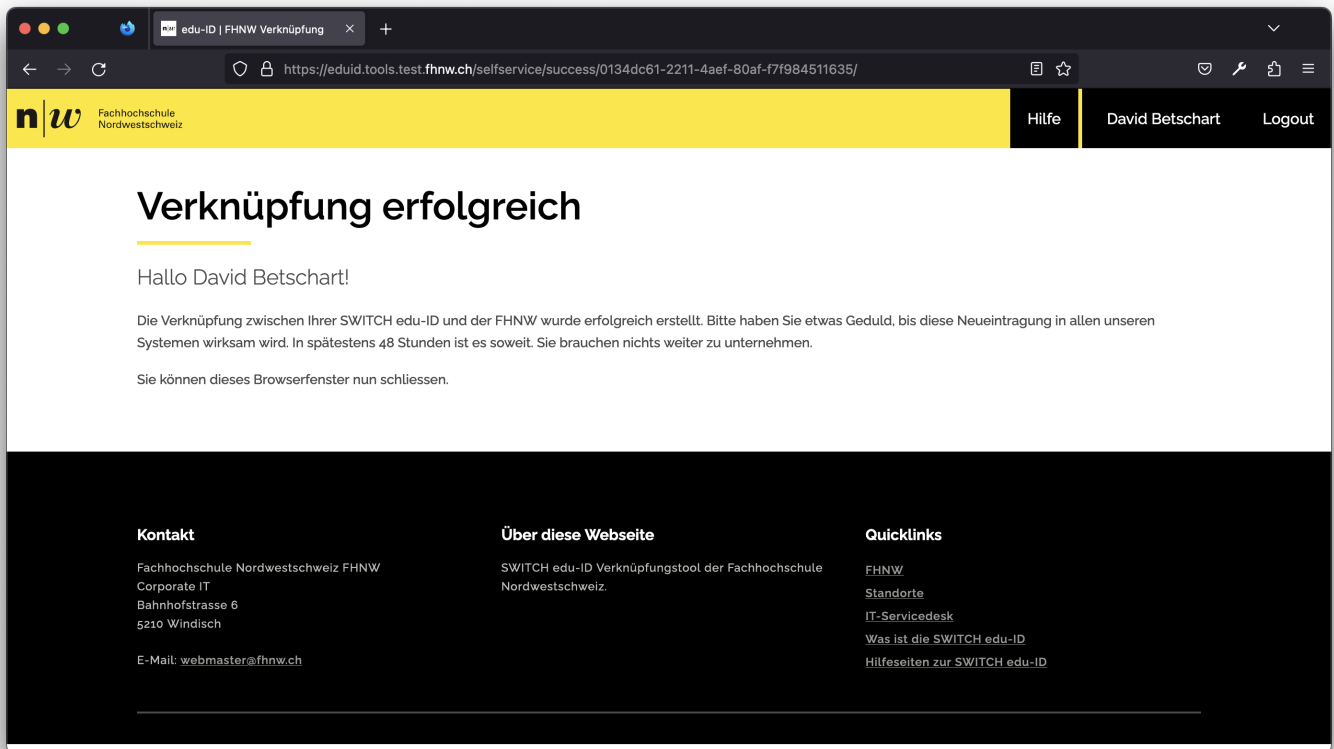 edu-ID | FHNW Verknüpfung
https://eduid.tools.test.fhnw.ch/selfservice/success/0134dc61-2211-4aef-80af-f7f984511635/
n|w Fachhochschule
Nordwestschweiz
Hilfe
David Betschart
Logout
Verknüpfung erfolgreich
Hallo David Betschart!
Die Verknüpfung zwischen Ihrer SWITCH edu-ID und der FHNW wurde erfolgreich erstellt. Bitte haben Sie etwas Geduld, bis diese Neueintragung in allen unseren
Systemen wirksam wird. In spätestens 48 Stunden ist es soweit. Sie brauchen nichts weiter zu unternehmen.
Sie können dieses Browserfenster nun schliessen.
Kontakt
Fachhochschule Nordwestschweiz FHNW
Corporate IT
Bahnhofstrasse 6
5210 Windisch
E-Mail: webmaster@fhnw.ch
Über diese Webseite
SWITCH edu-ID Verknüpfungstool der Fachhochschule
Nordwestschweiz.
Quicklinks
FHNW
Standorte
IT-Servicedesk
Was ist die SWITCH edu-ID
Hilfeseiten zur SWITCH edu-ID